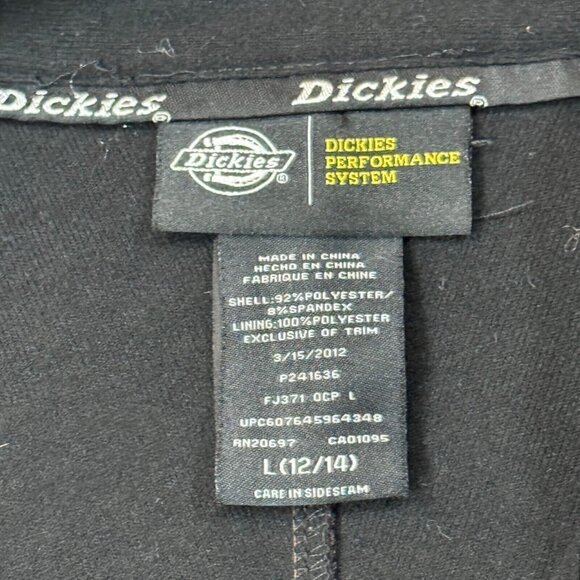 Dickies® Dickies®
Dickies®
DICKIES
PERFORMANCE
SYSTEM
MADE IN CHINA
HECHO EN CHINA
FABRIQUE EN CHINE
SHELL:92%POLYESTER/
8%SPANDEX
LINING:100%POLYESTER
EXCLUSIVE OF TRIM
3/15/2012
P241636
FJ371 0CP L
UPC607645964348
RN20697 CA01095
L(12/14)
CARE IN SIDESEAM